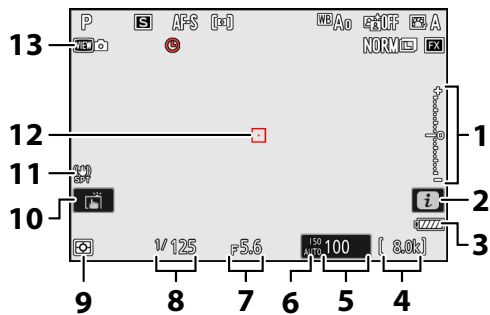 P S AF-S WB A0 OFF A
13 VIEW NORM L FX
12 + 1
11 SPT
10 i 2
3
1/125 F5.6 ISO AUTO 100 [8.0k]
9 8 7 6 5 4